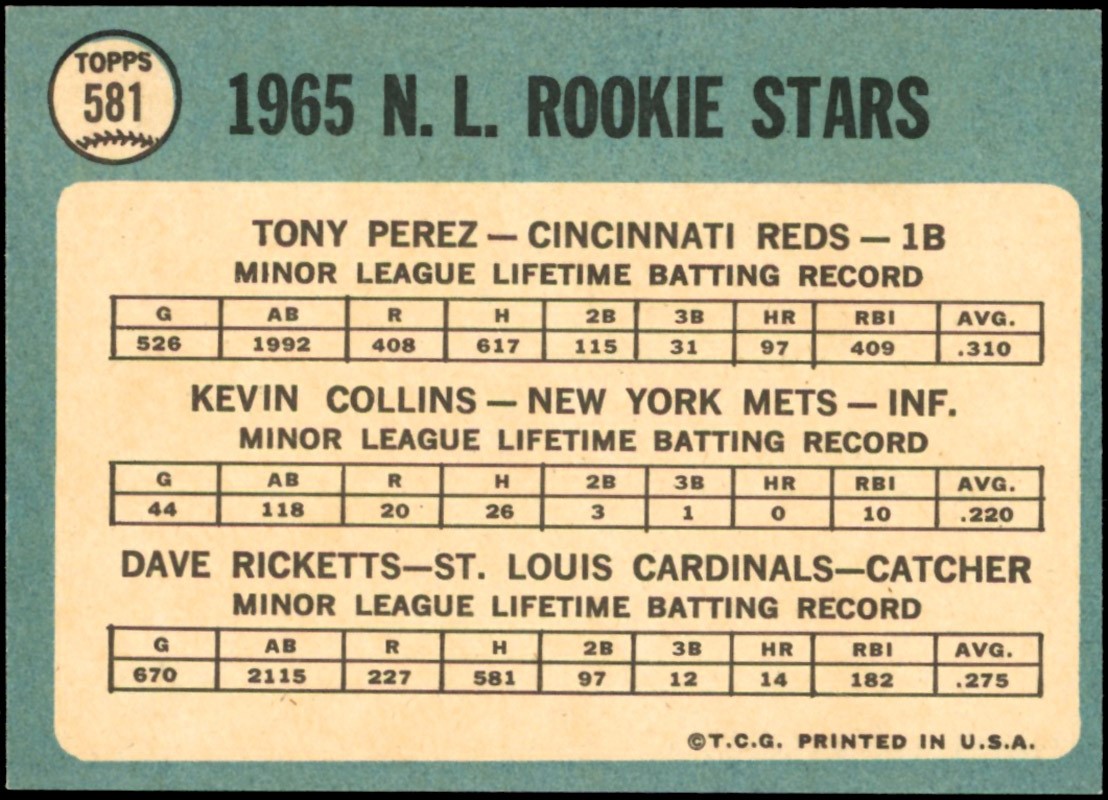 TOPPS
581
1965 N. L. ROOKIE STARS
TONY PEREZ — CINCINNATI REDS — 1B
MINOR LEAGUE LIFETIME BATTING RECORD
G AB R H 2B 3B HR RBI AVG.
526 1992 408 617 115 31 97 409 .310
KEVIN COLLINS — NEW YORK METS — INF.
MINOR LEAGUE LIFETIME BATTING RECORD
G AB R H 2B 3B HR RBI AVG.
44 118 20 26 3 1 0 10 .220
DAVE RICKETTS—ST. LOUIS CARDINALS—CATCHER
MINOR LEAGUE LIFETIME BATTING RECORD
G AB R H 2B 3B HR RBI AVG.
670 2115 227 581 97 12 14 182 .275
©T.C.G. PRINTED IN U.S.A.